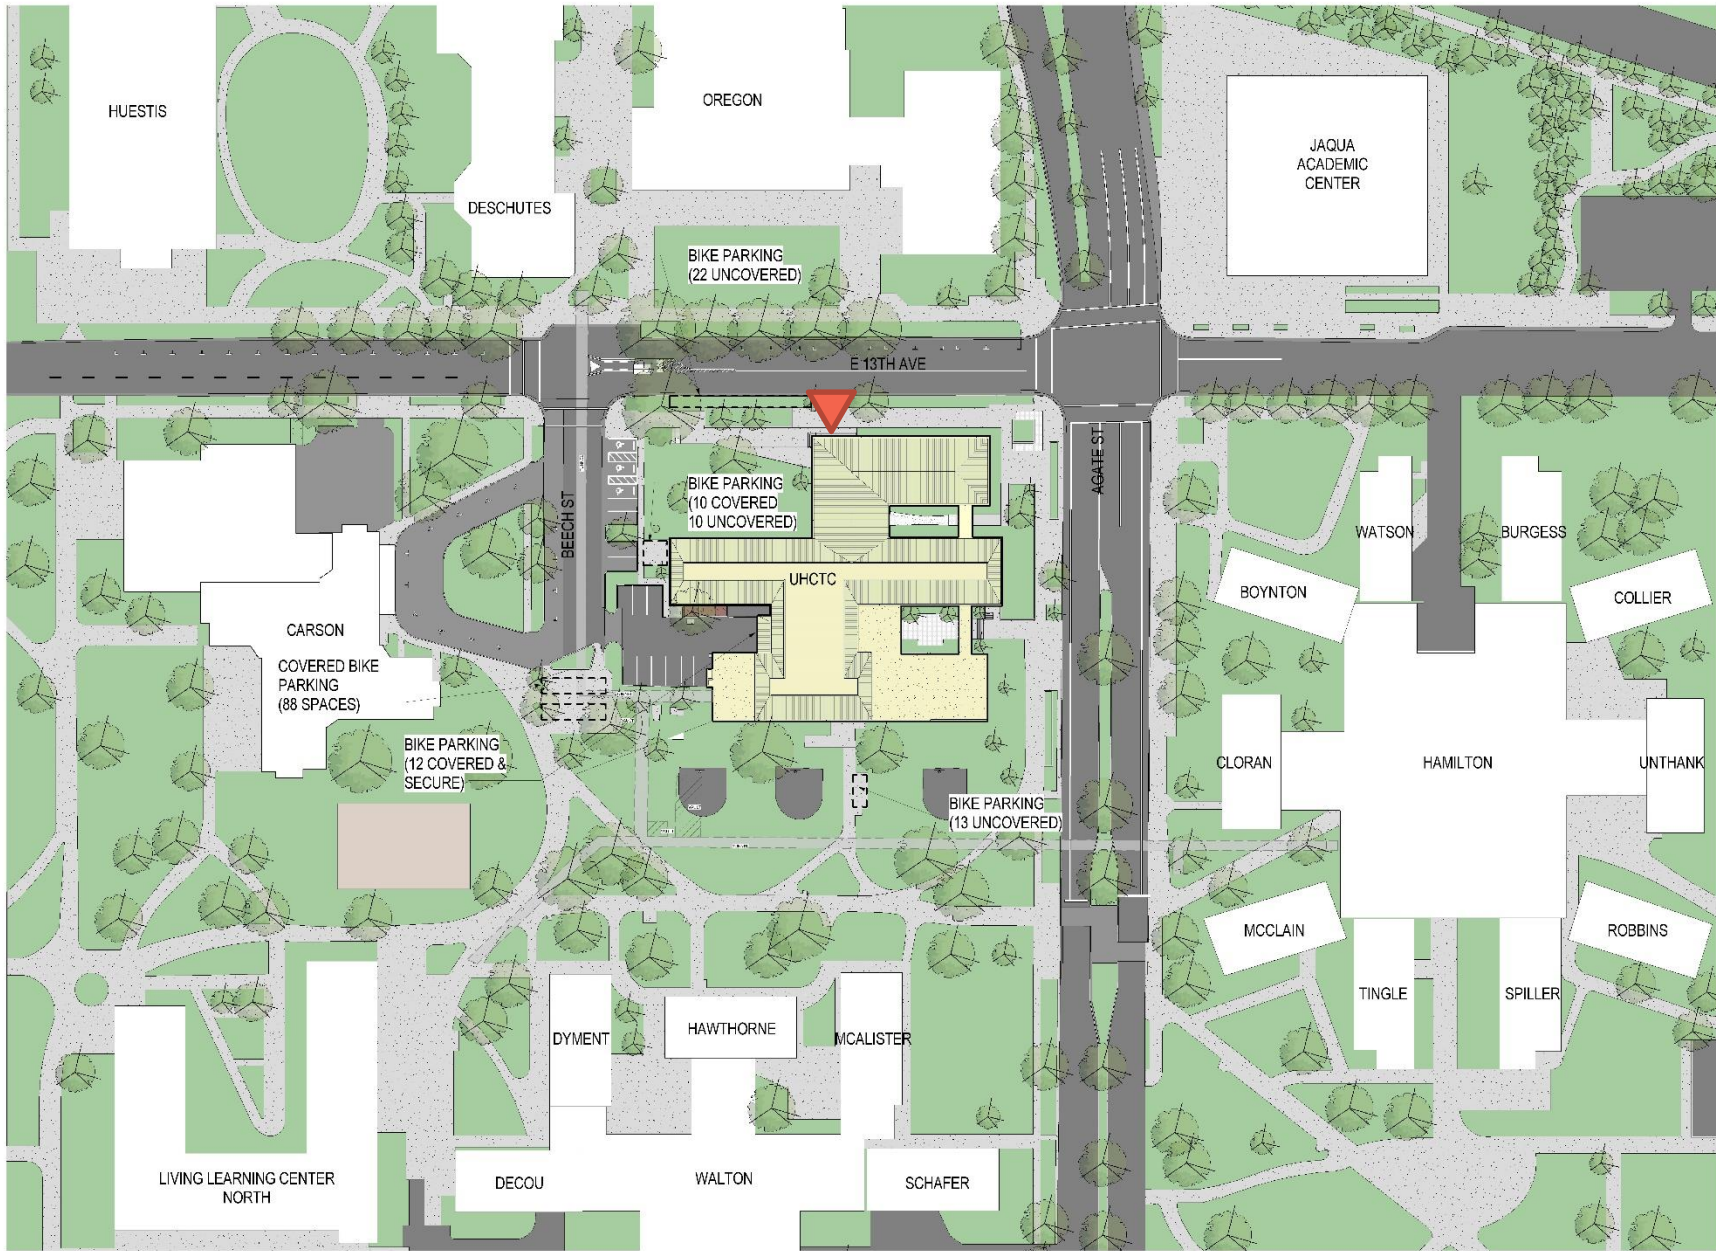 HUESTIS
OREGON
JAQUA
ACADEMIC
CENTER
DESCHUTES
BIKE PARKING
(22 UNCOVERED)
E 13TH AVE
BIKE PARKING
(10 COVERED
10 UNCOVERED)
BEECH ST
AGATE ST
WATSON
BURGESS
UHCTC
BOYNTON
COLLIER
CARSON
COVERED BIKE
PARKING
(88 SPACES)
BIKE PARKING
(12 COVERED &
SECURE)
BIKE PARKING
(13 UNCOVERED)
CLORAN
HAMILTON
UNTHANK
MCCLAIN
ROBBINS
TINGLE
SPILLER
DYMENT
HAWTHORNE
MCALISTER
LIVING LEARNING CENTER
NORTH
DECOU
WALTON
SCHAFER